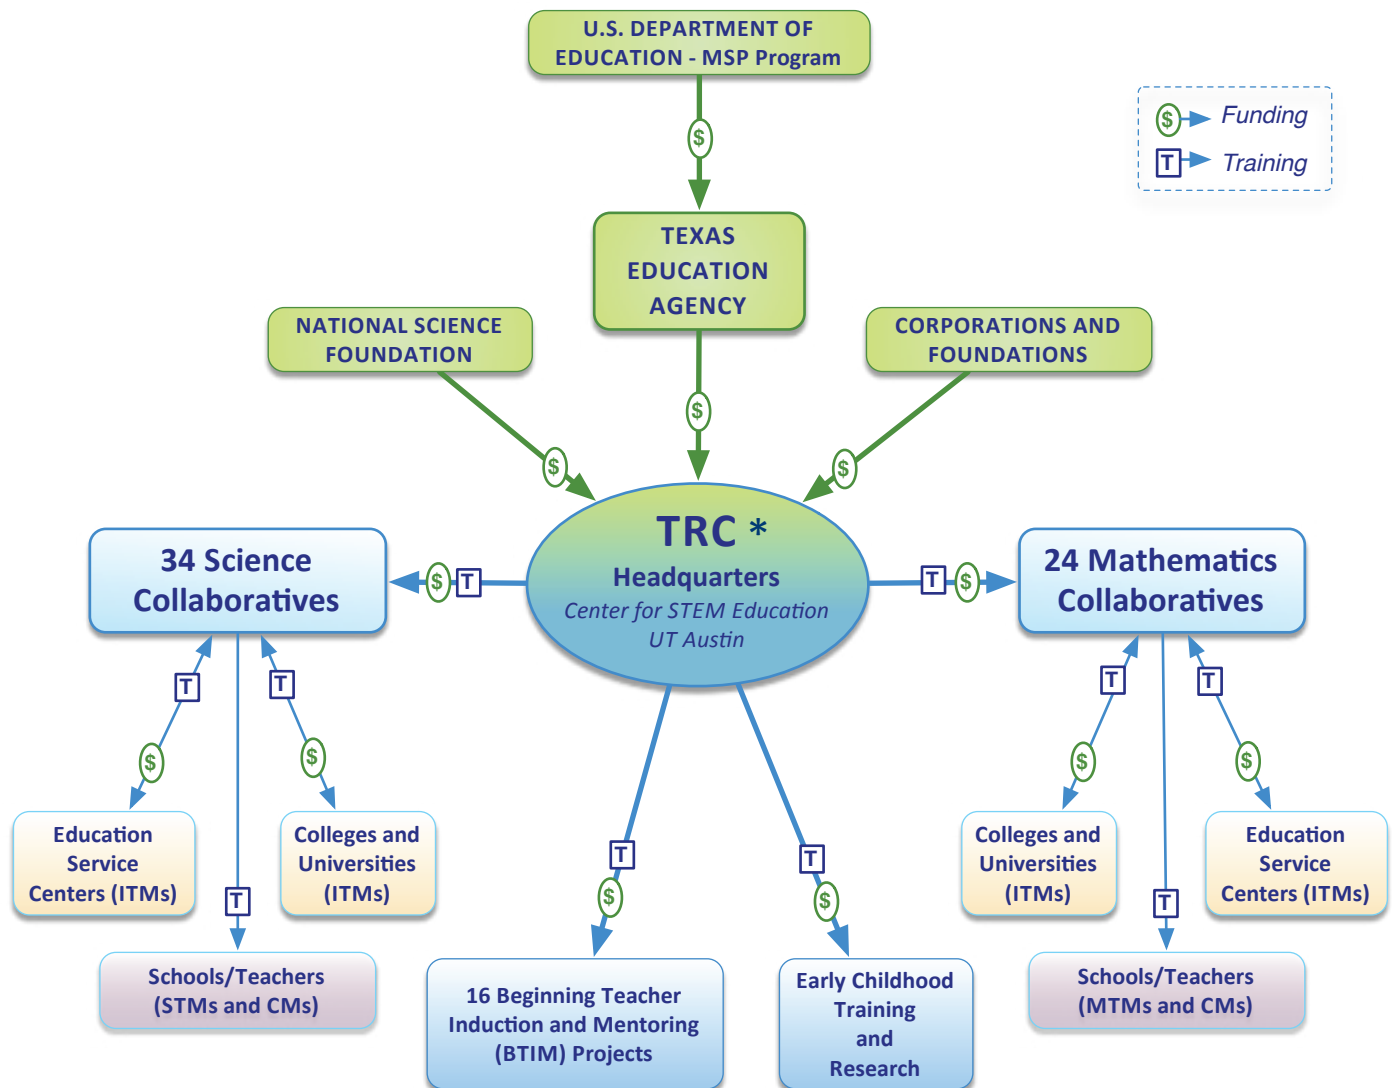 U.S. DEPARTMENT OF
EDUCATION - MSP Program
$
Funding
T
Training
$
TEXAS
EDUCATION
AGENCY
NATIONAL SCIENCE
FOUNDATION
CORPORATIONS AND
FOUNDATIONS
$
$
$
TRC *
Headquarters
Center for STEM Education
UT Austin
34 Science
Collaboratives
$
T
T
$
24 Mathematics
Collaboratives
T
T
T
T
$
$
$
$
Education
Service
Centers (ITMs)
Colleges and
Universities
(ITMs)
Colleges and
Universities
(ITMs)
Education
Service
Centers (ITMs)
T
T
T
T
$
$
Schools/Teachers
(STMs and CMs)
16 Beginning Teacher
Induction and Mentoring
(BTIM) Projects
Early Childhood
Training
and
Research
Schools/Teachers
(MTMs and CMs)